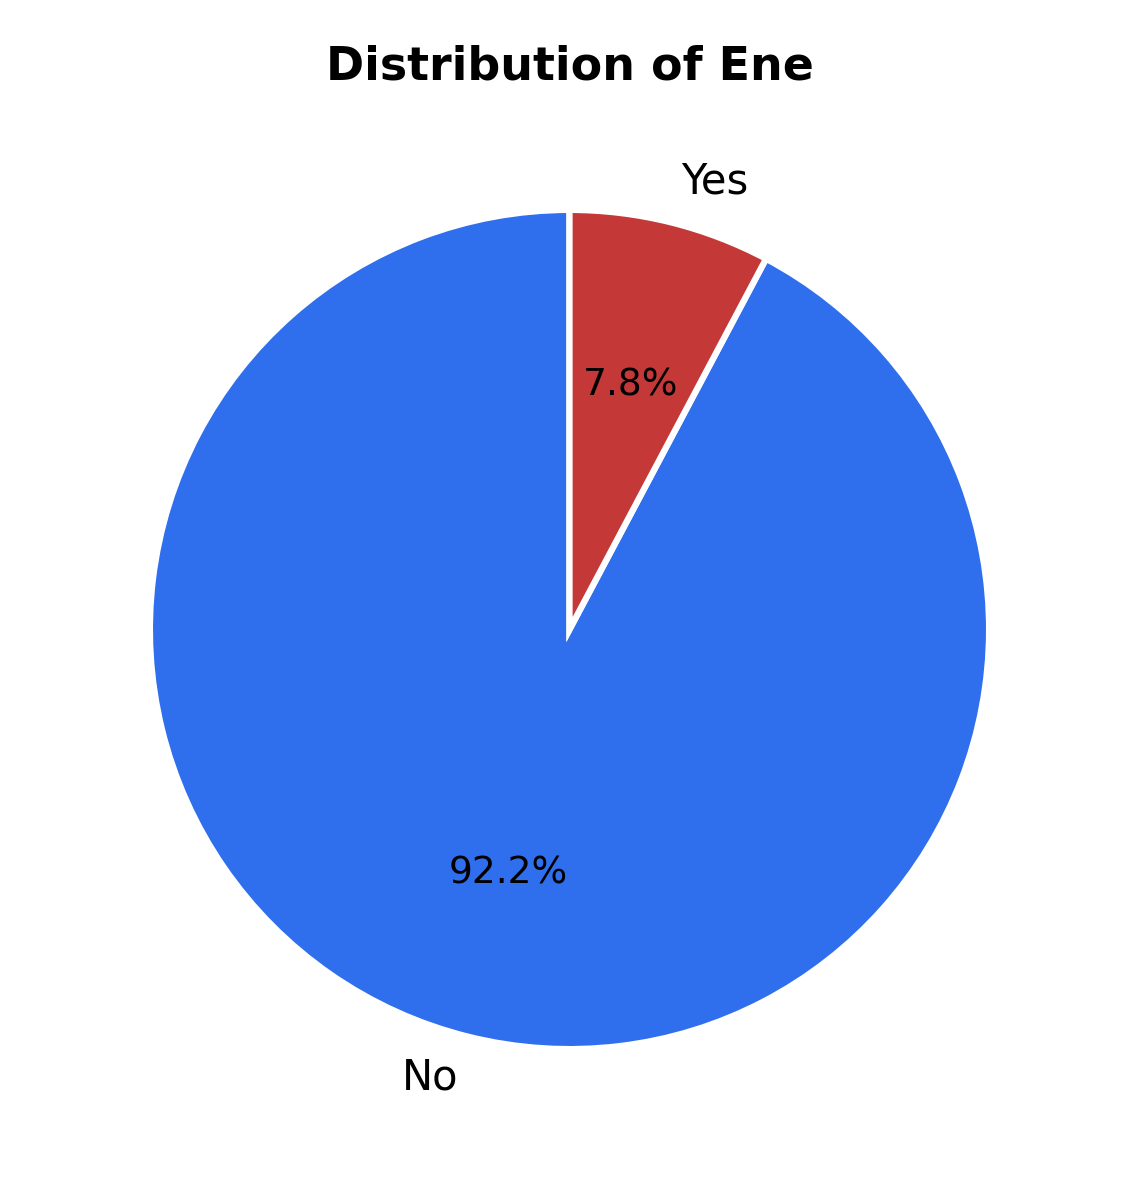 Distribution of Ene
Yes
7.8%
92.2%
No